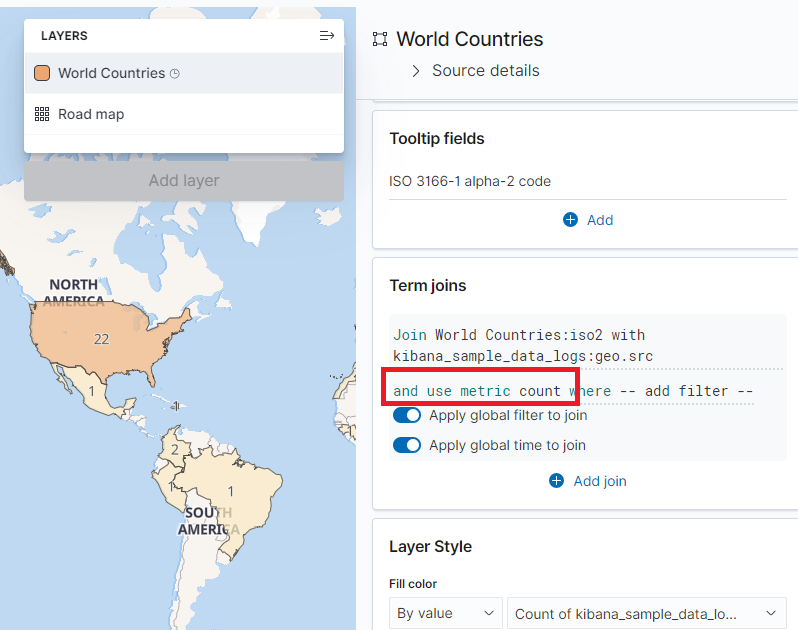 LAYERS
World Countries
Road map
Add layer
NORTH
AMERICA
22
1
1
2
1
1
SOUTH
AMERICA
World Countries
Source details
Tooltip fields
ISO 3166-1 alpha-2 code
Add
Term joins
Join World Countries:iso2 with
kibana_sample_data_logs:geo.src
and use metric count where -- add filter --
Apply global filter to join
Apply global time to join
Add join
Layer Style
Fill color
By value
Count of kibana_sample_data_lo...